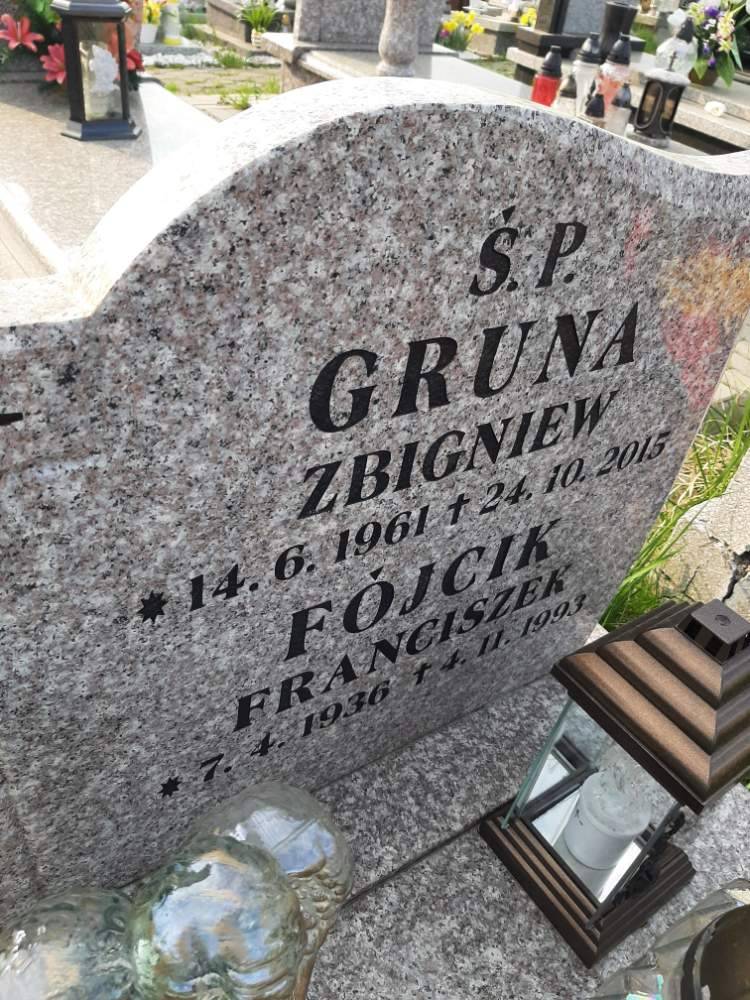 Ś. P.
GRUNA
ZBIGNIEW
* 14. 6. 1961 † 24. 10. 2015
FÓJCIK
FRANCISZEK
* 7. 4. 1936 † 4. 11. 1993